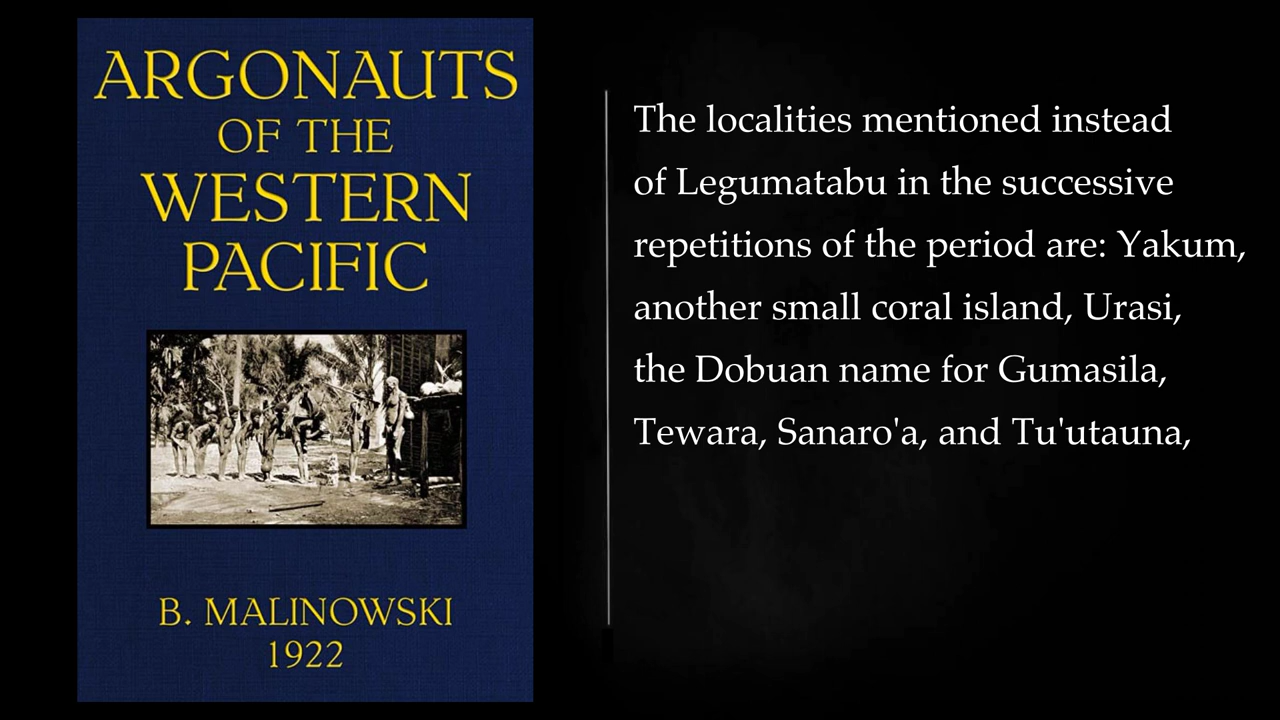 ARGONAUTS
OF THE
WESTERN
PACIFIC
B. MALINOWSKI
1922
The localities mentioned instead
of Legumatabu in the successive
repetitions of the period are: Yakum,
another small coral island, Urasi,
the Dobuan name for Gumasila,
Tewara, Sanaro'a, and Tu'utauna,